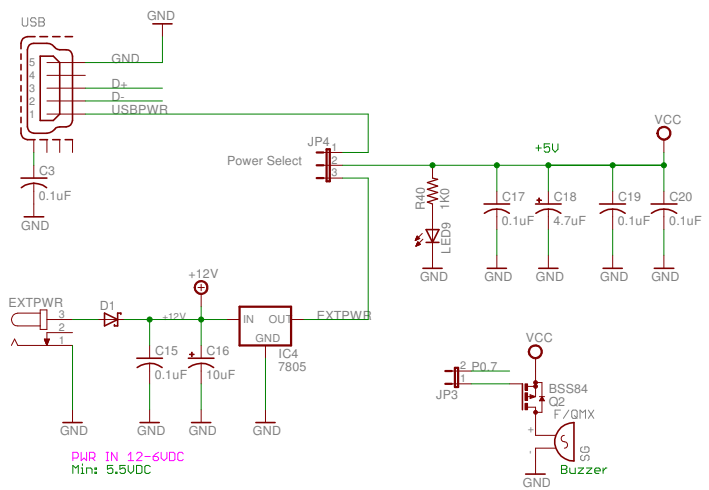 USB
GND
5
GND
4
3
D+
2
D-
1
USBPWR
C3
0.1uF
GND
JP4
Power Select
1
2
3
+5V
VCC
R40
1K0
LED9
C17
0.1uF
C18
4.7uF
C19
0.1uF
C20
0.1uF
GND
GND
GND
GND
GND
+12V
EXTPWR
3
2
1
D1
+12V
IN
OUT
GND
EXTPWR
IC4
7805
C15
0.1uF
C16
10uF
GND
GND
GND
GND
PWR IN 12-6VDC
Min: 5.5VDC
VCC
2
P0.7
1
JP3
BSS84
Q2
F/QMX
+
-
SG
Buzzer
GND